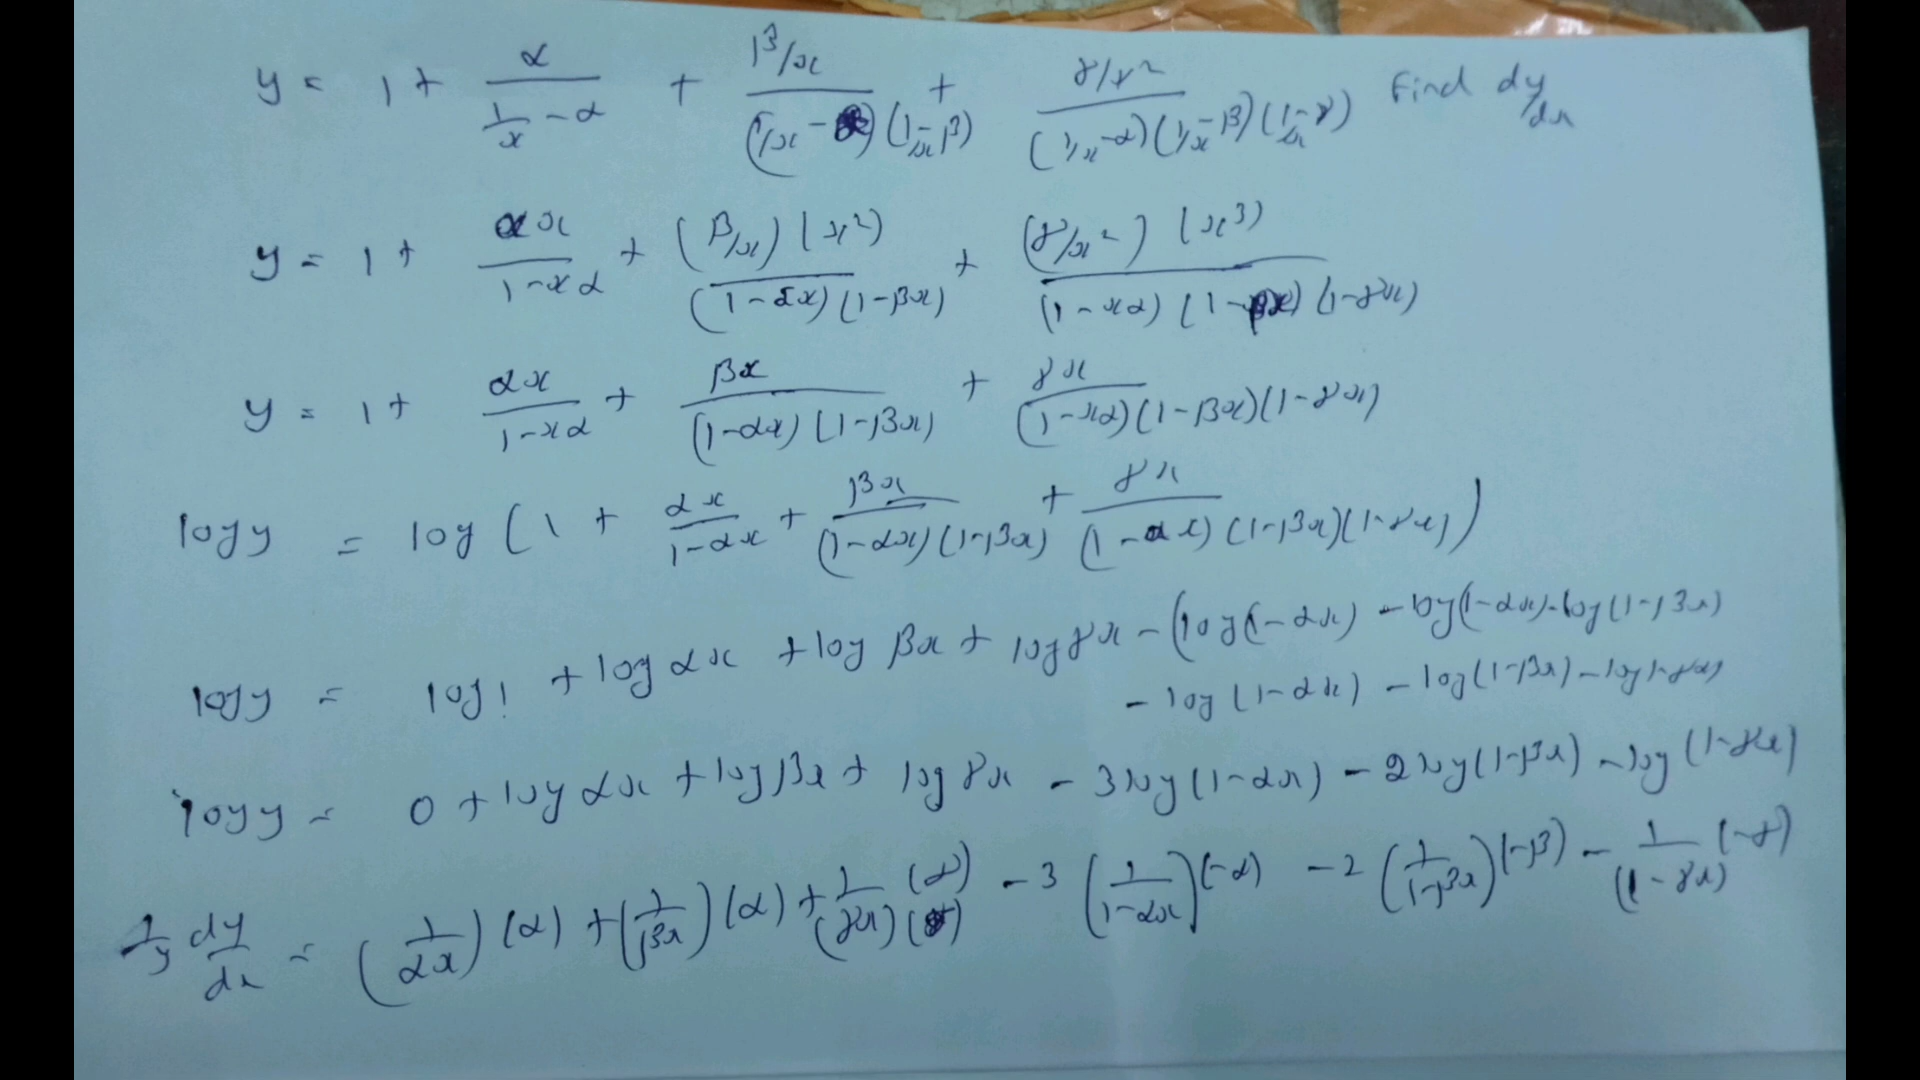 y = 1 + α/(1/x - α) + (β/x)/((1/x - α)(1/x - β)) + (γ/x²)/((1/x - α)(1/x - β)(1/x - γ)) Find dy/dx
y = 1 + αx/(1 - xα) + (β/x)(x²)/((1 - αx)(1 - βx)) + (γ/x²)(x³)/((1 - xα)(1 - βx)(1 - γx))
y = 1 + αx/(1 - xα) + βx/((1 - αx)(1 - βx)) + γx/((1 - xα)(1 - βx)(1 - γx))
log y = log (1 + αx/(1 - αx) + βx/((1 - αx)(1 - βx)) + γx/((1 - αx)(1 - βx)(1 - γx)))
log y = log 1 + log αx + log βx + log γx - (log(1 - αx) - log(1 - αx) - log(1 - βx)
- log(1 - αx) - log(1 - βx) - log 1 - γx)
log y = 0 + log αx + log βx + log γx - 3 log(1 - αx) - 2 log(1 - βx) - log(1 - γx)
1/y dy/dx = (1/αx)(α) + (1/βx)(α) + 1/(γx) (α) - 3 (1/(1 - αx))(-α) - 2 (1/(1 - βx))(-β) - 1/(1 - γx) (-γ)